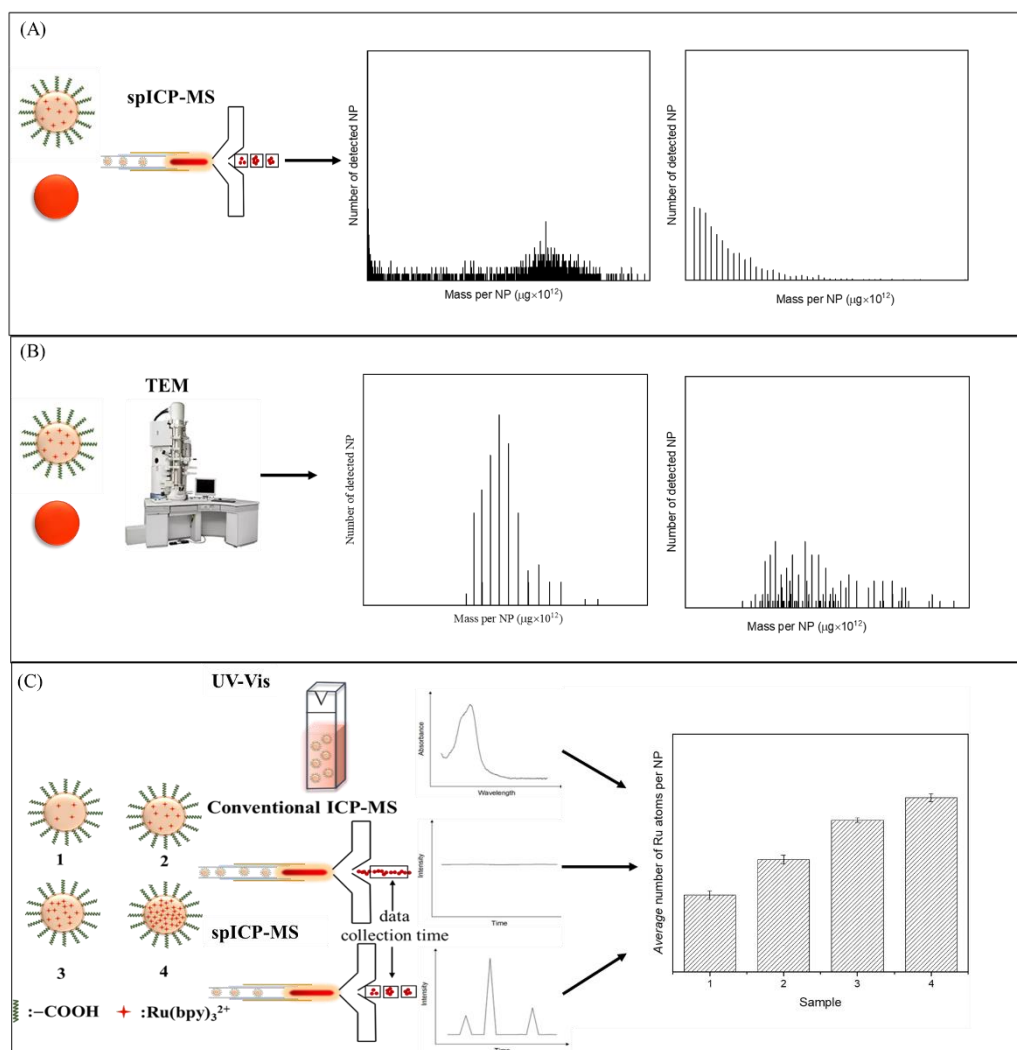 (A)
spICP-MS
Number of detected NP
Mass per NP (µg×10¹²)
Number of detected NP
Mass per NP (µg×10¹²)
(B)
TEM
Number of detected NP
Mass per NP (µg×10¹²)
Number of detected NP
Mass per NP (µg×10¹²)
(C)
UV-Vis
Absorbance
Wavelength
Conventional ICP-MS
Intensity
Time
data
collection time
spICP-MS
Intensity
Time
1
2
3
4
:–COOH
:Ru(bpy)₃²⁺
Average number of Ru atoms per NP
1 2 3 4
Sample